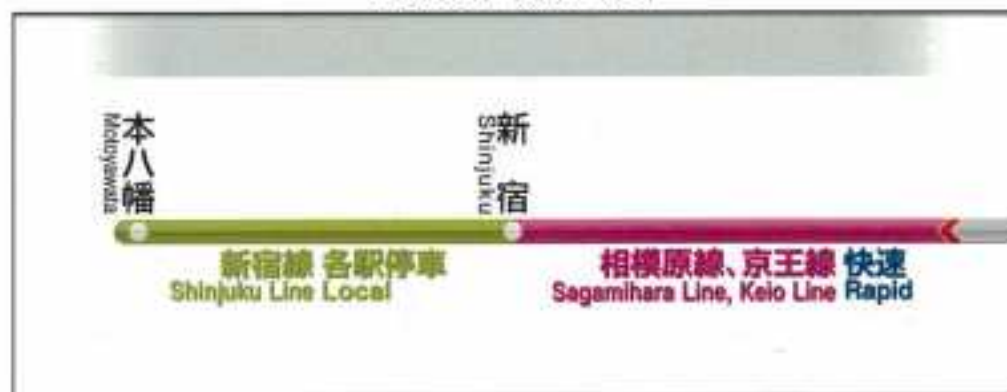 本八幡
Motoyawata
新宿
Shinjuku
新宿線 各駅停車
Shinjuku Line Local
相模原線、京王線 快速
Sagamihara Line, Keio Line Rapid